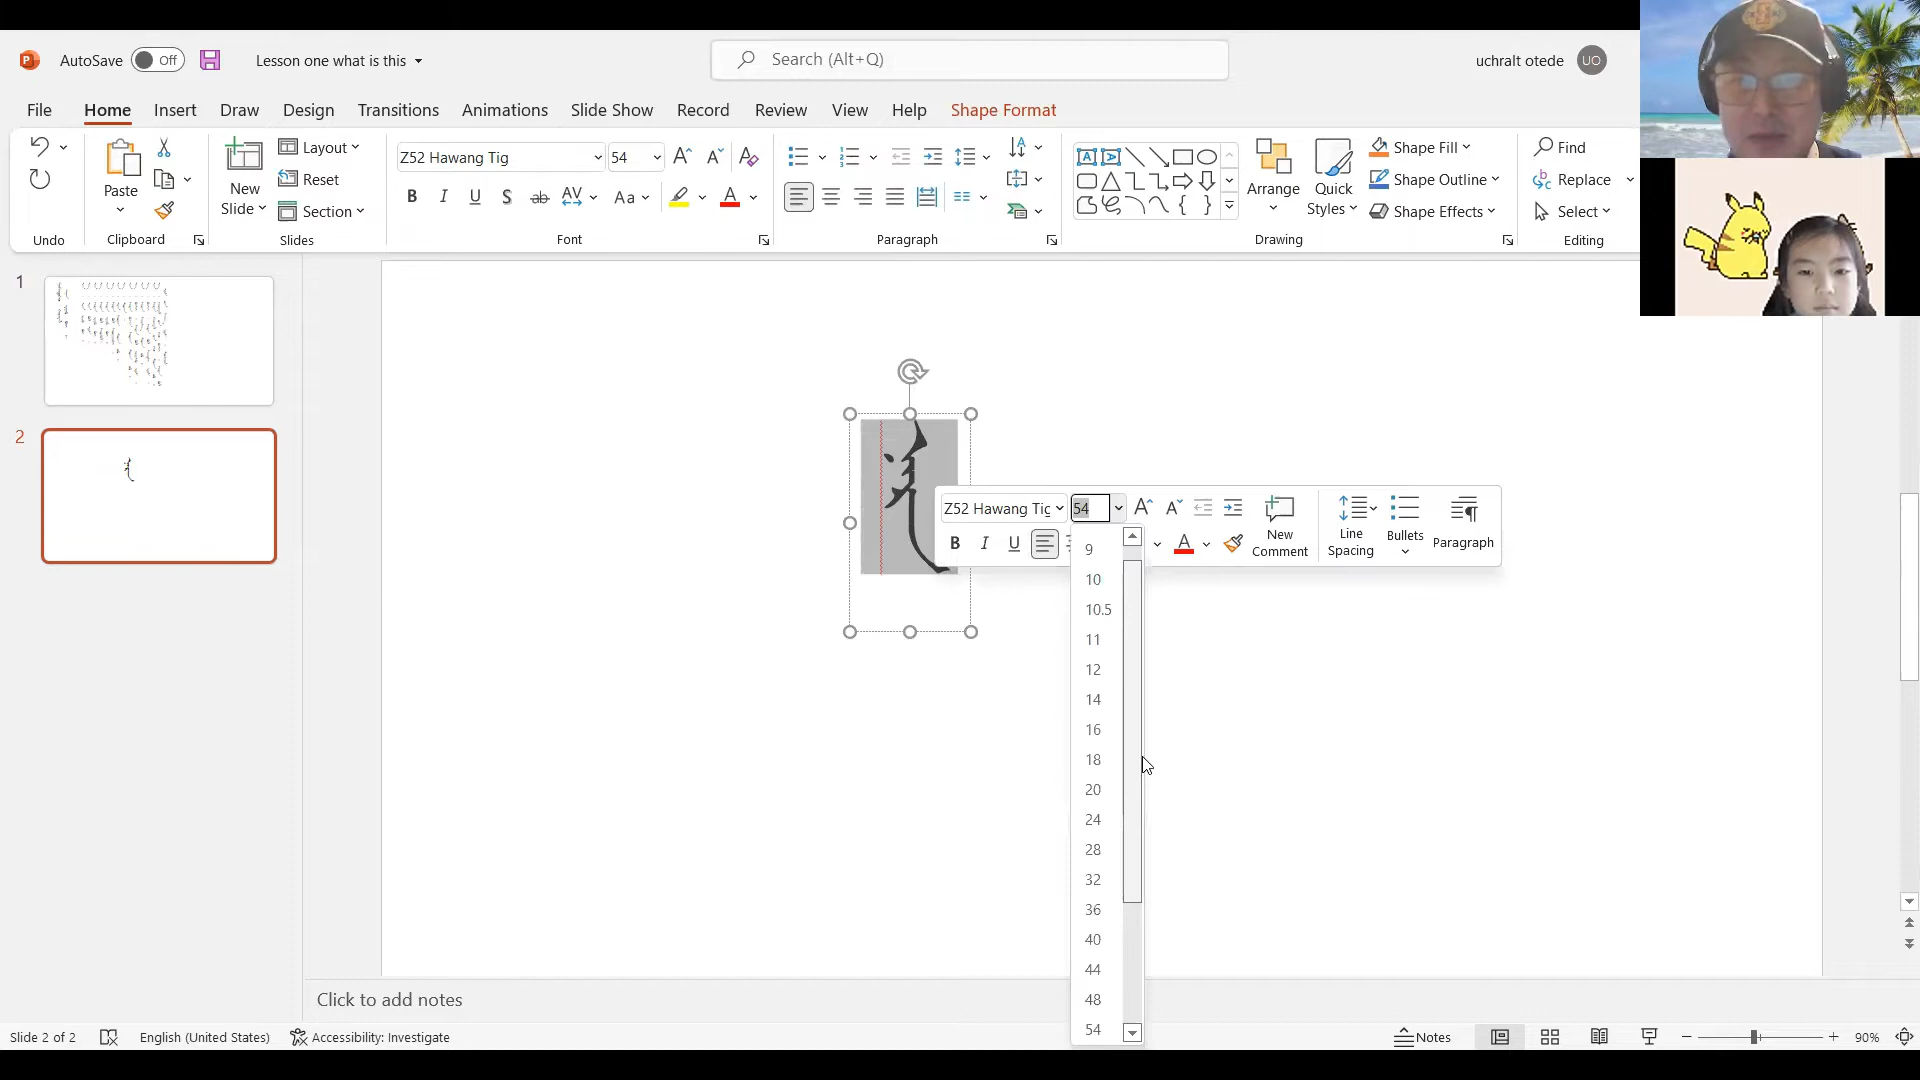 AutoSave Off
Lesson one what is this
Search (Alt+Q)
uchralt otede UO
File Home Insert Draw Design Transitions Animations Slide Show Record Review View Help Shape Format
Paste
Clipboard
Undo
New Slide
Layout
Reset
Section
Slides
Z52 Hawang Tig 54
Font
Paragraph
Arrange
Quick Styles
Shape Fill
Shape Outline
Shape Effects
Drawing
Find
Replace
Select
Editing
1
2
Z52 Hawang Tig 54
B I U
New Comment
Line Spacing
Bullets
Paragraph
9
10
10.5
11
12
14
16
18
20
24
28
32
36
40
44
48
54
Click to add notes
Slide 2 of 2
English (United States)
Accessibility: Investigate
Notes
90%